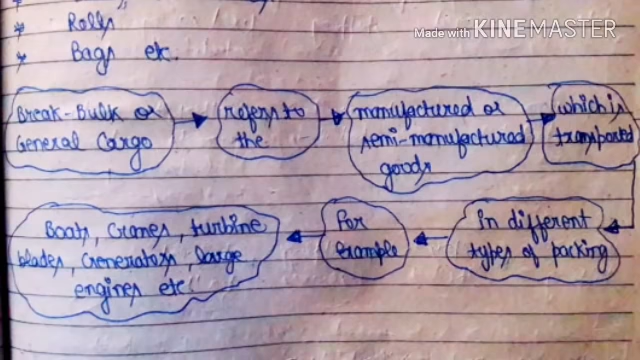 Made with KINEMASTER
* Rolls
* Bags etc.
Break-Bulk or
General Cargo
refers to
the
manufactured or
semi-manufactured
goods
which is
transported
In different
types of packing
For
example
Boats, Cranes, turbine
blades, Generators, large
engines etc.